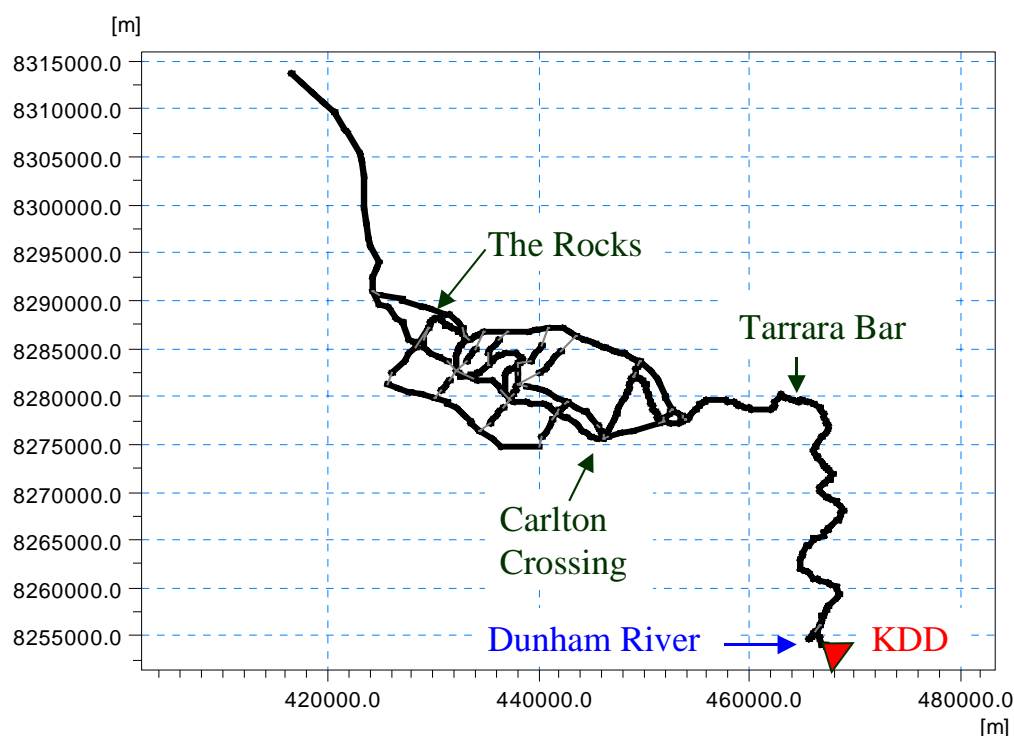 [m]
8315000.0
8310000.0
8305000.0
8300000.0
8295000.0
The Rocks
8290000.0
Tarrara Bar
8285000.0
8280000.0
8275000.0
8270000.0
Carlton
8265000.0
Crossing
8260000.0
8255000.0
Dunham River
KDD
420000.0
440000.0
460000.0
480000.0
[m]